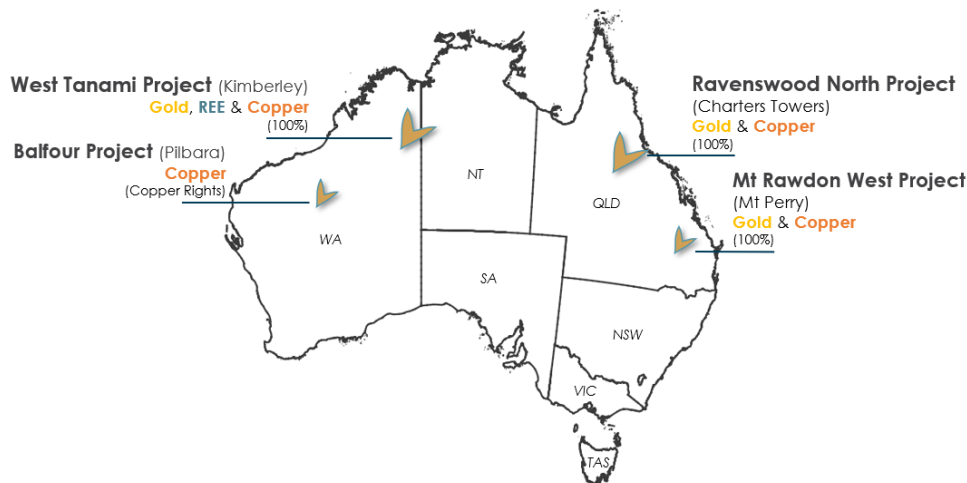 West Tanami Project (Kimberley)
Gold, REE & Copper
(100%)
Balfour Project (Pilbara)
Copper
(Copper Rights)
Ravenswood North Project
(Charters Towers)
Gold & Copper
(100%)
Mt Rawdon West Project
(Mt Perry)
Gold & Copper
(100%)
NT
QLD
WA
SA
NSW
VIC
TAS